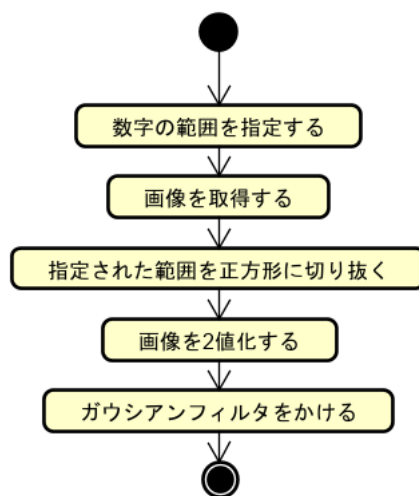 数字の範囲を指定する
画像を取得する
指定された範囲を正方形に切り抜く
画像を2値化する
ガウシアンフィルタをかける